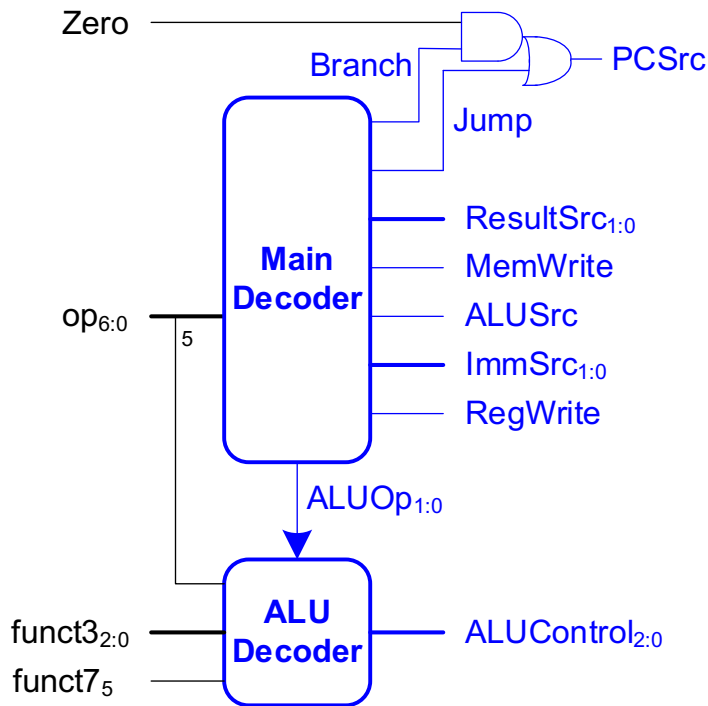 Zero
Branch
PCSrc
Jump
Main
Decoder
ResultSrc1:0
MemWrite
op6:0
5
ALUSrc
ImmSrc1:0
RegWrite
ALUOp1:0
ALU
Decoder
funct32:0
ALUControl2:0
funct75